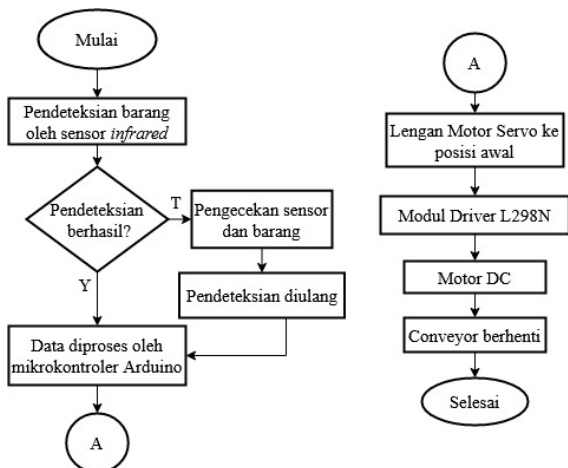 Mulai
Pendeteksian barang
oleh sensor infrared
Pendeteksian
berhasil?
T
Pengecekan sensor
dan barang
Y
Pendeteksian diulang
Data diproses oleh
mikrokontroler Arduino
A
A
Lengan Motor Servo ke
posisi awal
Modul Driver L298N
Motor DC
Conveyor berhenti
Selesai